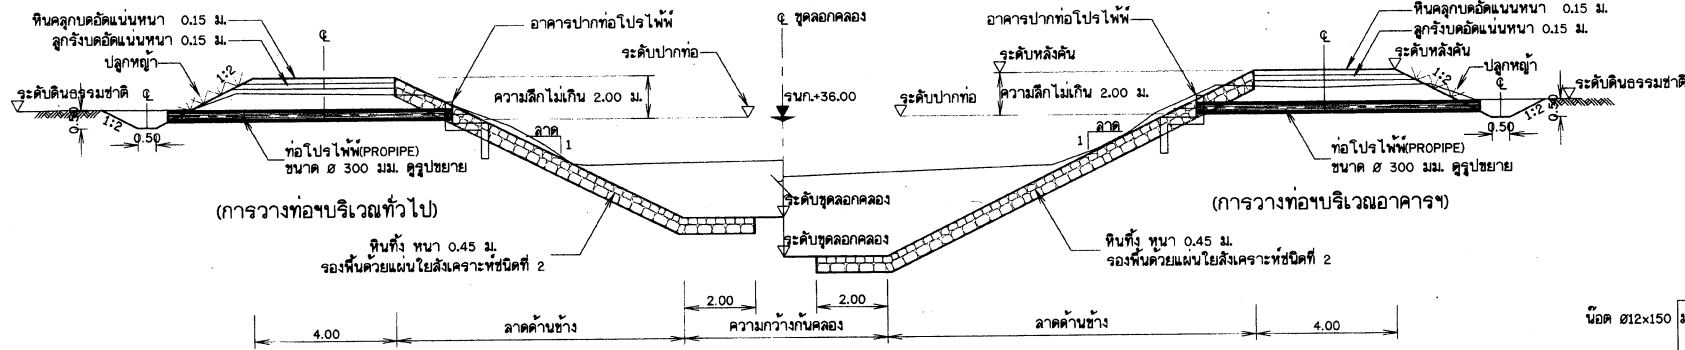 หินคลุกบดอัดแน่นหนา 0.15 ม.
ลูกรังบดอัดแน่นหนา 0.15 ม.
ปลูกหญ้า
1:2
ระดับดินธรรมชาติ
℄
℄
0.50
1:2
0.50
ท่อโปรไพ้พ์(PROPIPE)
ขนาด Ø 300 มม. ดูรูปขยาย
(การวางท่อฯบริเวณทั่วไป)
อาคารปากท่อโปรไพ้พ์
ระดับปากท่อ
ความลึกไม่เกิน 2.00 ม.
ลาด
1
หินทิ้ง หนา 0.45 ม.
รองพื้นด้วยแผ่นใยสังเคราะห์ชนิดที่ 2
℄ ขุดลอกคลอง
รนก.+36.00
ระดับขุดลอกคลอง
ระดับขุดลอกคลอง
อาคารปากท่อโปรไพ้พ์
ระดับหลังคัน
ความลึกไม่เกิน 2.00 ม.
ระดับปากท่อ
ลาด
1
หินคลุกบดอัดแนนหนา 0.15 ม.
ลูกรังบดอัดแน่นหนา 0.15 ม.
ระดับหลังคัน
ปลูกหญ้า
1:2
ระดับดินธรรมชาติ
℄
℄
1:2
0.50
0.50
ท่อโปรไพ้พ์(PROPIPE)
ขนาด Ø 300 มม. ดูรูปขยาย
(การวางท่อฯบริเวณอาคารฯ)
หินทิ้ง หนา 0.45 ม.
รองพื้นด้วยแผ่นใยสังเคราะห์ชนิดที่ 2
2.00
2.00
4.00
ลาดด้านข้าง
ความกว้างก้นคลอง
ลาดด้านข้าง
4.00
น๊อต Ø12x150